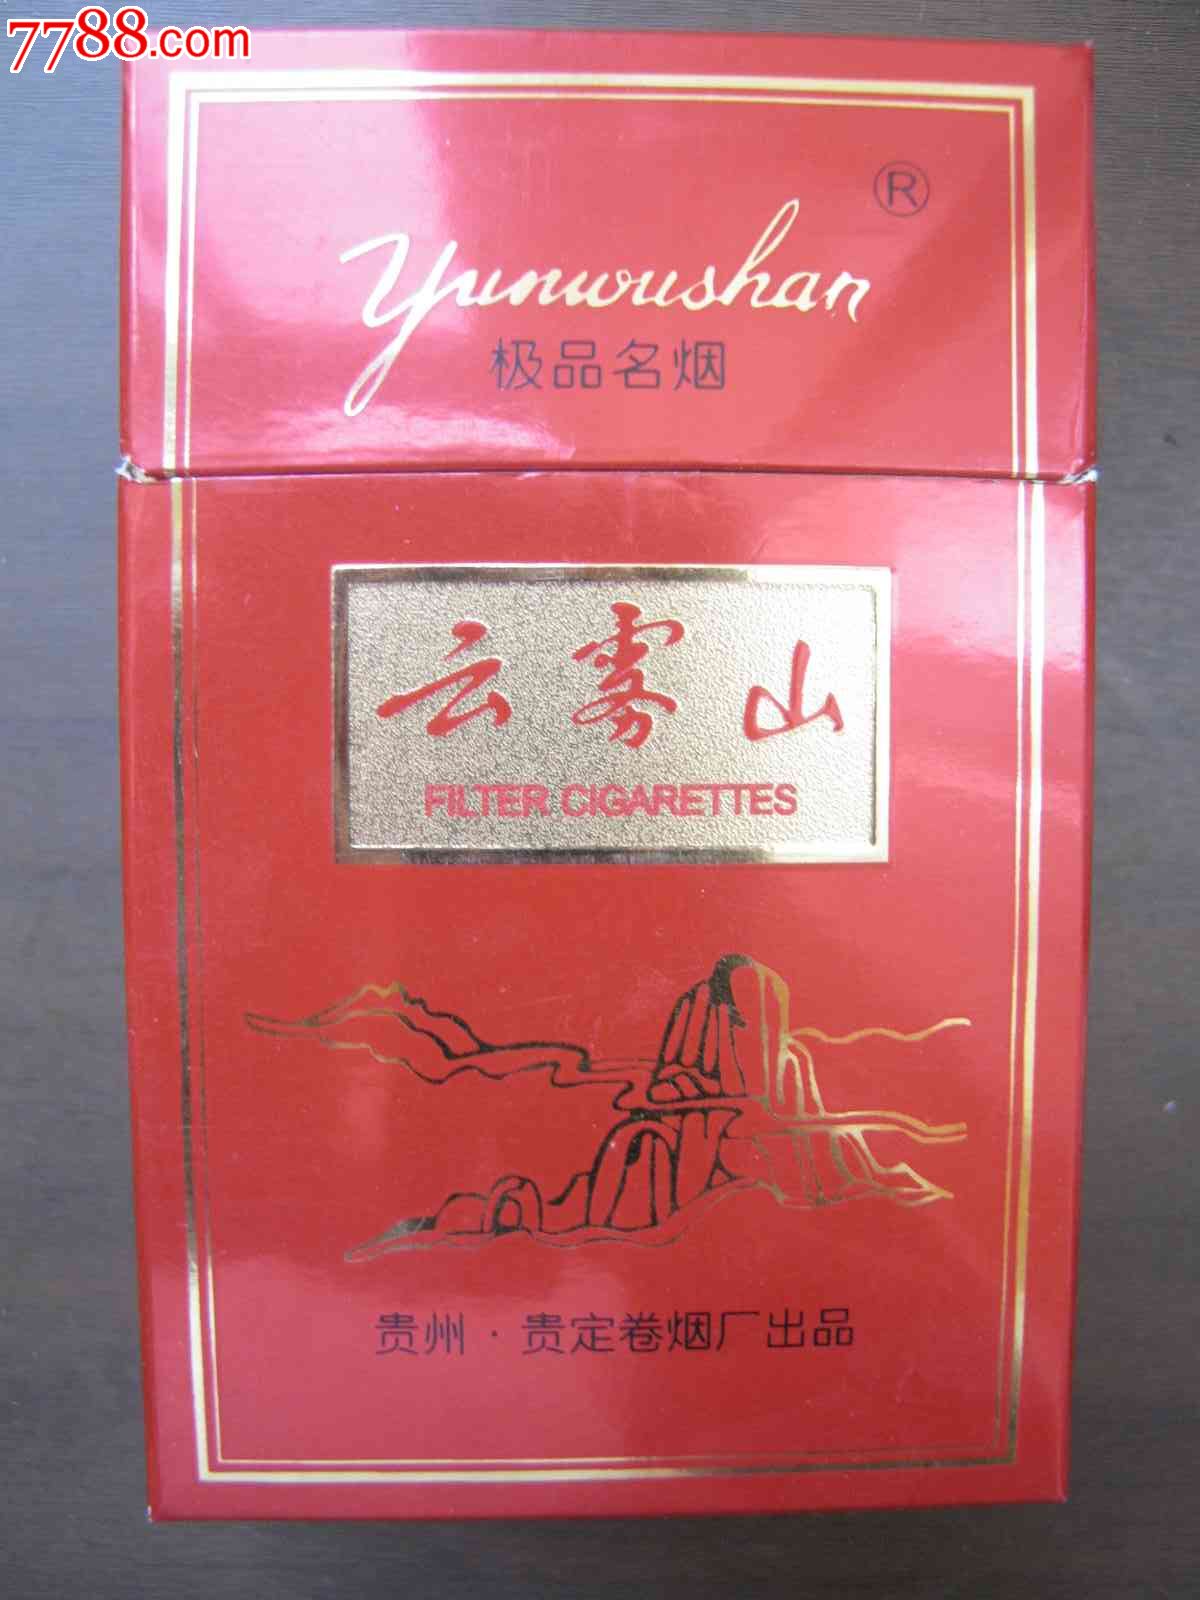 7788.com
®
Yunwushan
极品名烟
云雾山
FILTER CIGARETTES
贵州·贵定卷烟厂出品